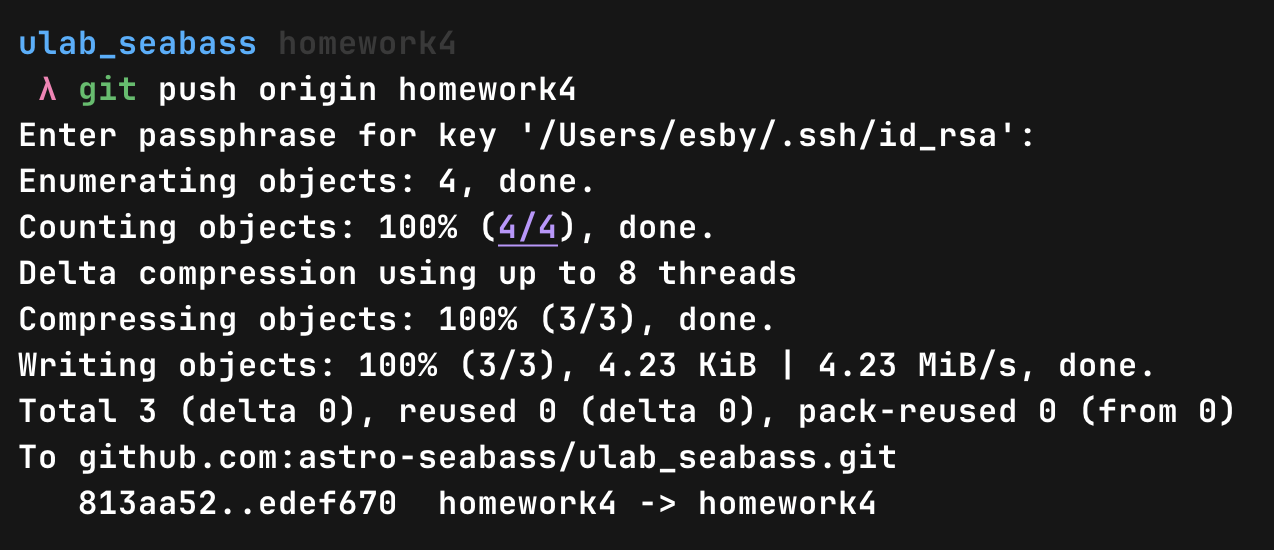 ulab_seabass homework4
λ git push origin homework4
Enter passphrase for key '/Users/esby/.ssh/id_rsa':
Enumerating objects: 4, done.
Counting objects: 100% (4/4), done.
Delta compression using up to 8 threads
Compressing objects: 100% (3/3), done.
Writing objects: 100% (3/3), 4.23 KiB | 4.23 MiB/s, done.
Total 3 (delta 0), reused 0 (delta 0), pack-reused 0 (from 0)
To github.com:astro-seabass/ulab_seabass.git
   813aa52..edef670  homework4 -> homework4